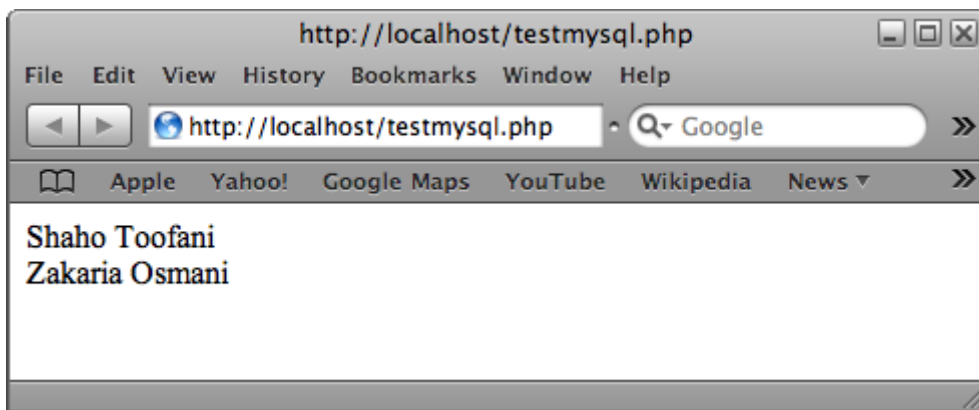 http://localhost/testmysql.php
File Edit View History Bookmarks Window Help
http://localhost/testmysql.php Google
Apple Yahoo! Google Maps YouTube Wikipedia News
Shaho Toofani
Zakaria Osmani